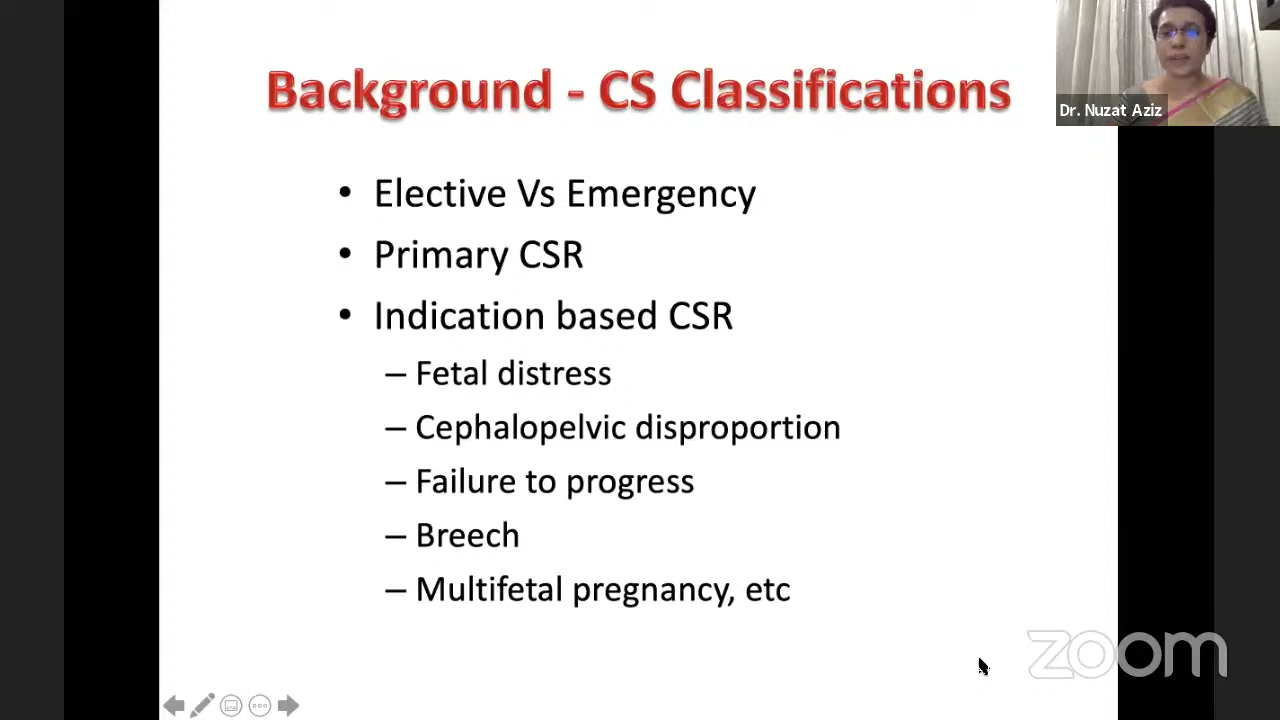 Background - CS Classifications
Dr. Nuzat Aziz
• Elective Vs Emergency
• Primary CSR
• Indication based CSR
– Fetal distress
– Cephalopelvic disproportion
– Failure to progress
– Breech
– Multifetal pregnancy, etc
zoom